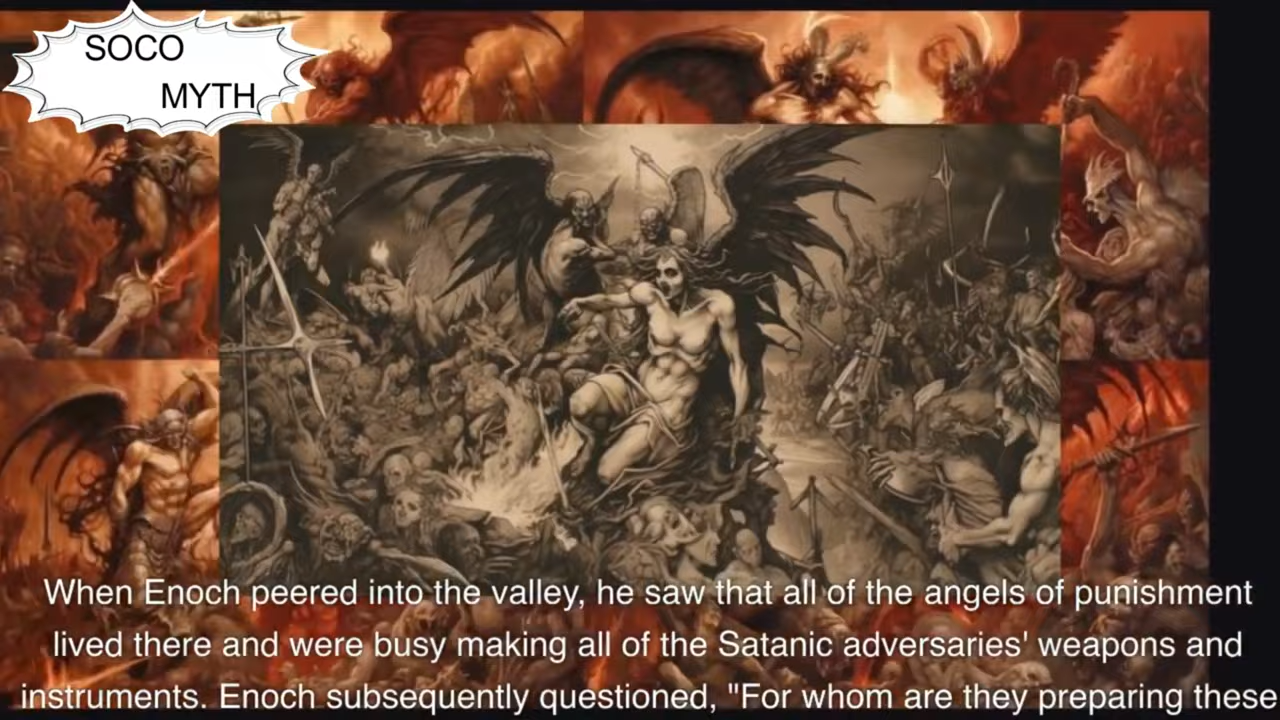 SOCO
MYTH
When Enoch peered into the valley, he saw that all of the angels of punishment
lived there and were busy making all of the Satanic adversaries' weapons and
instruments. Enoch subsequently questioned, "For whom are they preparing these